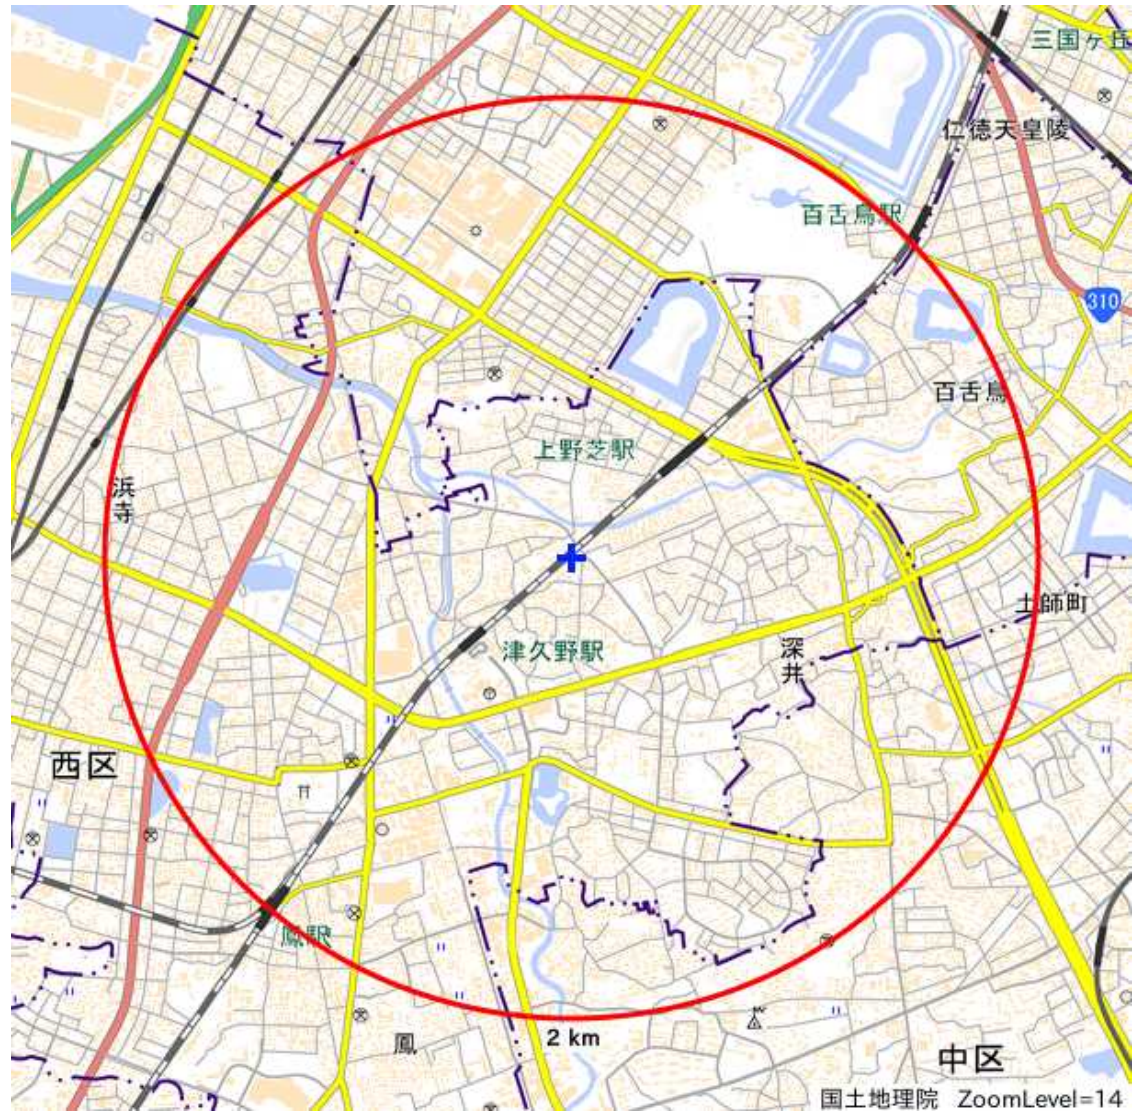 三国ヶ丘
仁徳天皇陵
百舌鳥駅
310
百舌鳥
上野芝駅
浜寺
土師町
津久野駅
深井
西区
鳳駅
2 km
鳳
中区
国土地理院 ZoomLevel=14